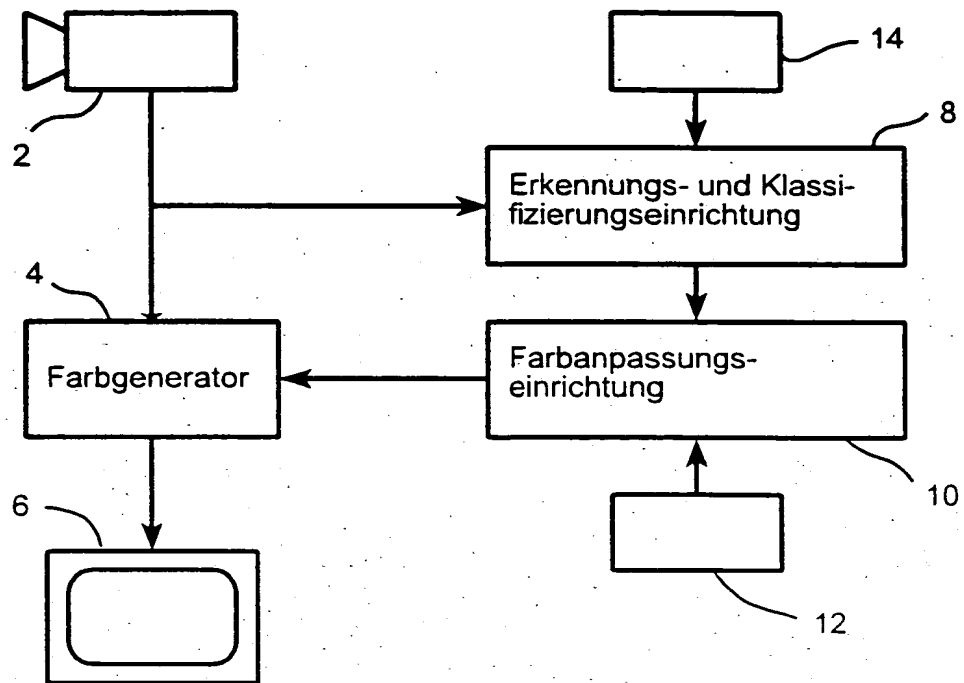 14
2
8
Erkennungs- und Klassi-
fizierungseinrichtung
4
Farbgenerator
Farbanpassungs-
einrichtung
10
6
12